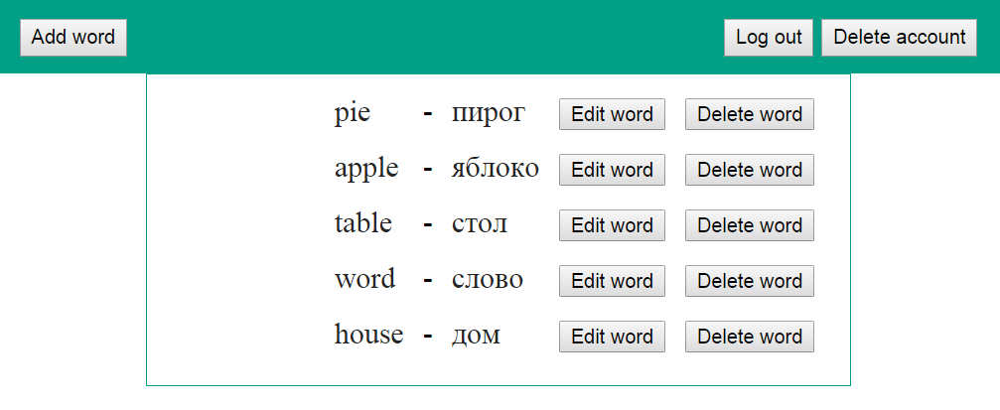 Add word Log out Delete account
pie - пирог Edit word Delete word
apple - яблоко Edit word Delete word
table - стол Edit word Delete word
word - слово Edit word Delete word
house - дом Edit word Delete word